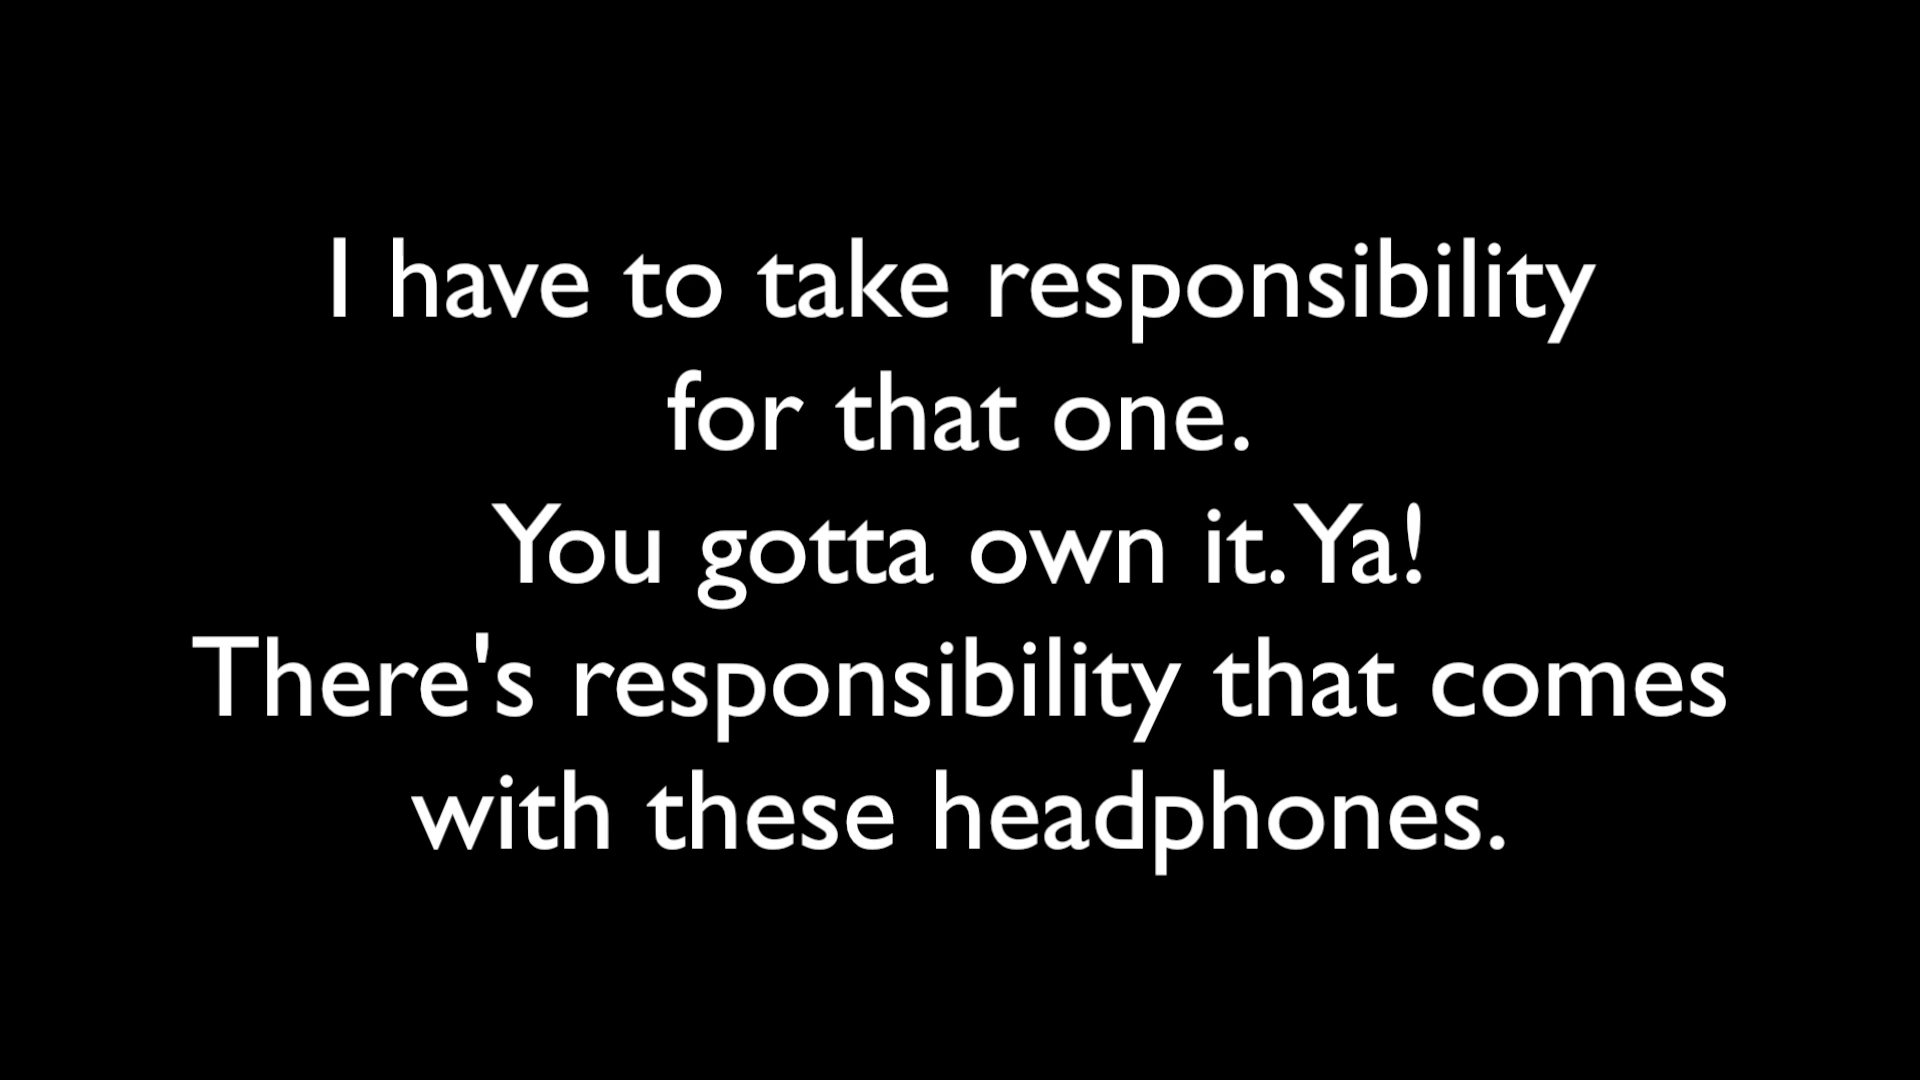 I have to take responsibility
for that one.
You gotta own it. Ya!
There's responsibility that comes
with these headphones.